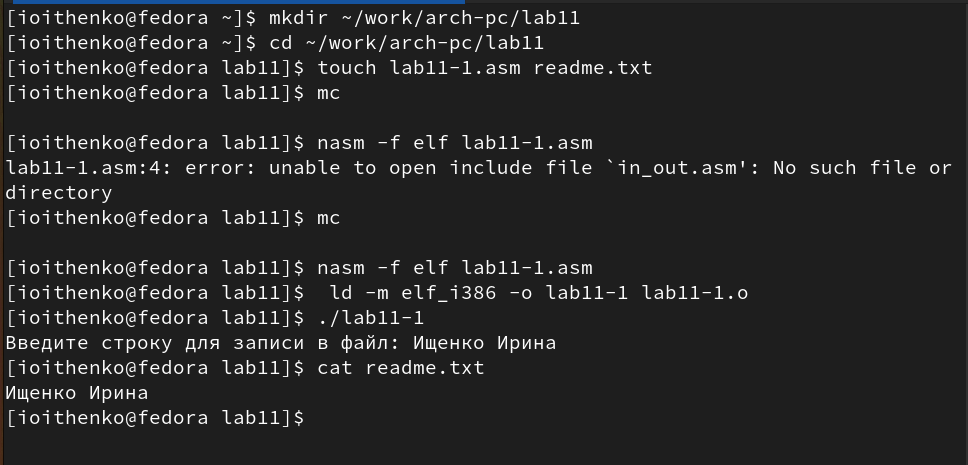 [ioithenko@fedora ~]$ mkdir ~/work/arch-pc/lab11
[ioithenko@fedora ~]$ cd ~/work/arch-pc/lab11
[ioithenko@fedora lab11]$ touch lab11-1.asm readme.txt
[ioithenko@fedora lab11]$ mc
[ioithenko@fedora lab11]$ nasm -f elf lab11-1.asm
lab11-1.asm:4: error: unable to open include file `in_out.asm': No such file or
directory
[ioithenko@fedora lab11]$ mc
[ioithenko@fedora lab11]$ nasm -f elf lab11-1.asm
[ioithenko@fedora lab11]$  ld -m elf_i386 -o lab11-1 lab11-1.o
[ioithenko@fedora lab11]$ ./lab11-1
Введите строку для записи в файл: Ищенко Ирина
[ioithenko@fedora lab11]$ cat readme.txt
Ищенко Ирина
[ioithenko@fedora lab11]$